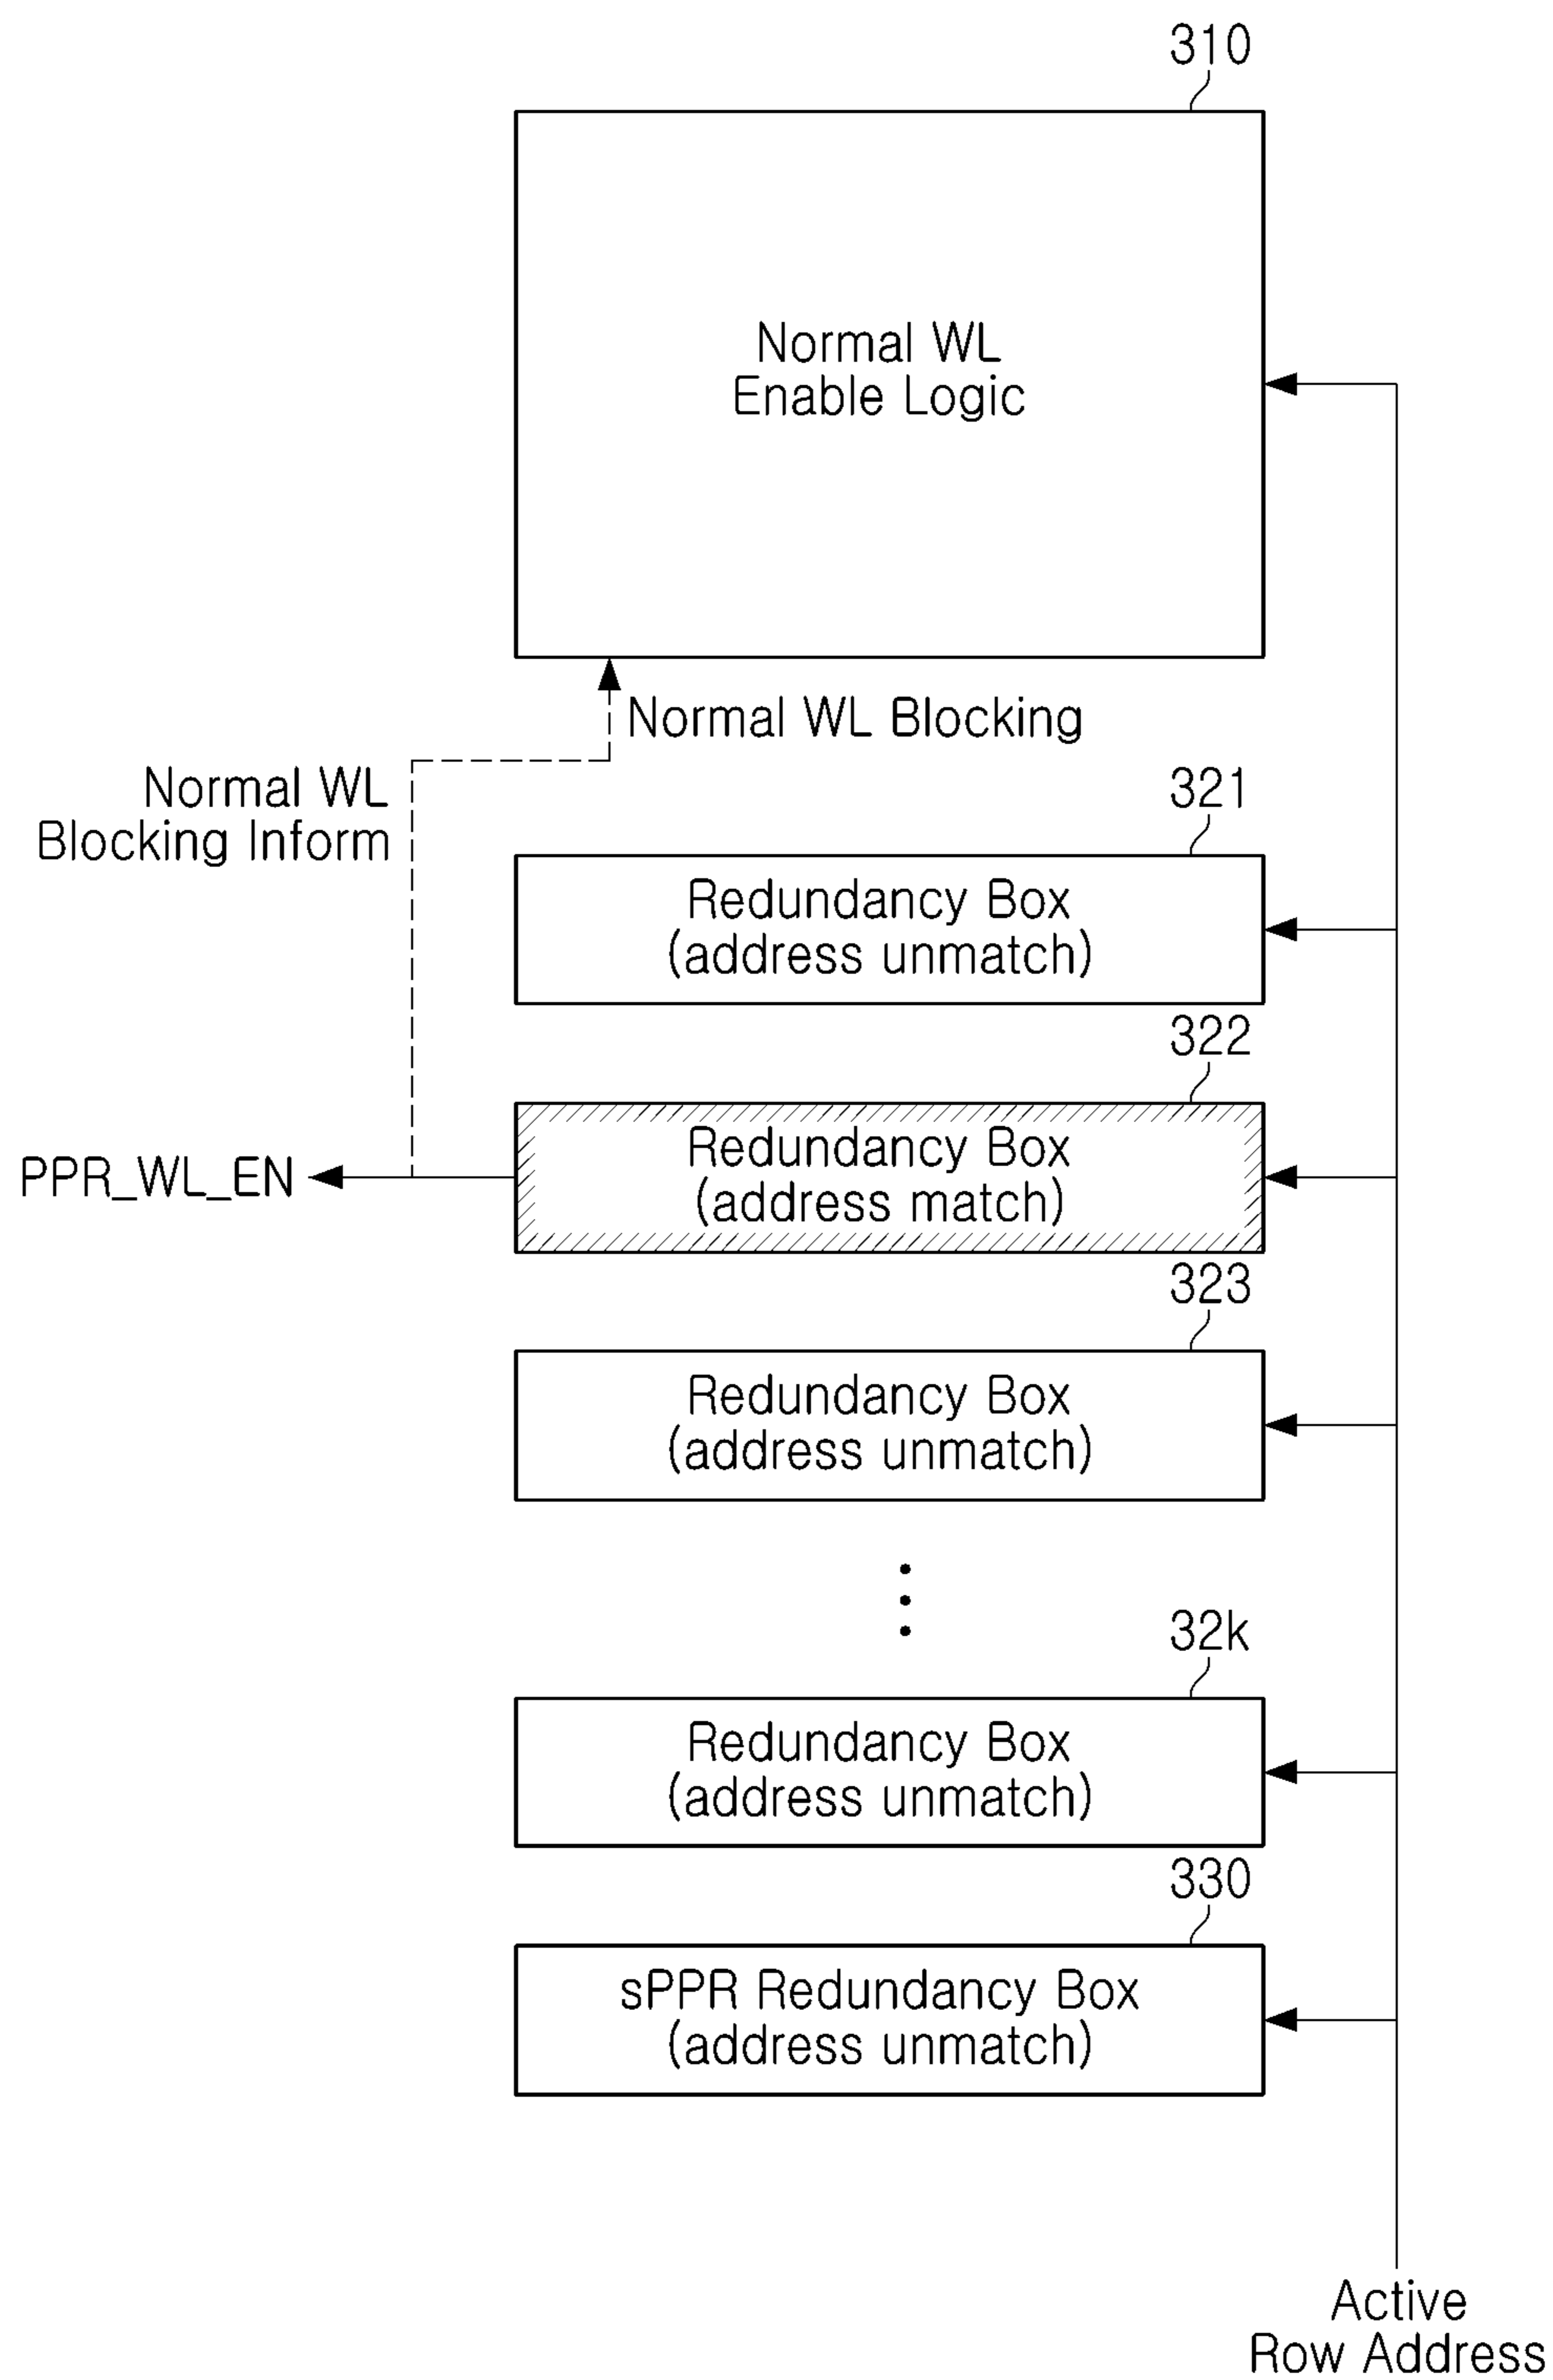 310
Normal WL
Enable Logic
Normal WL Blocking
Normal WL
Blocking Inform
321
Redundancy Box
(address unmatch)
322
Redundancy Box
(address match)
PPR_WL_EN
323
Redundancy Box
(address unmatch)
32k
Redundancy Box
(address unmatch)
330
sPPR Redundancy Box
(address unmatch)
Active
Row Address